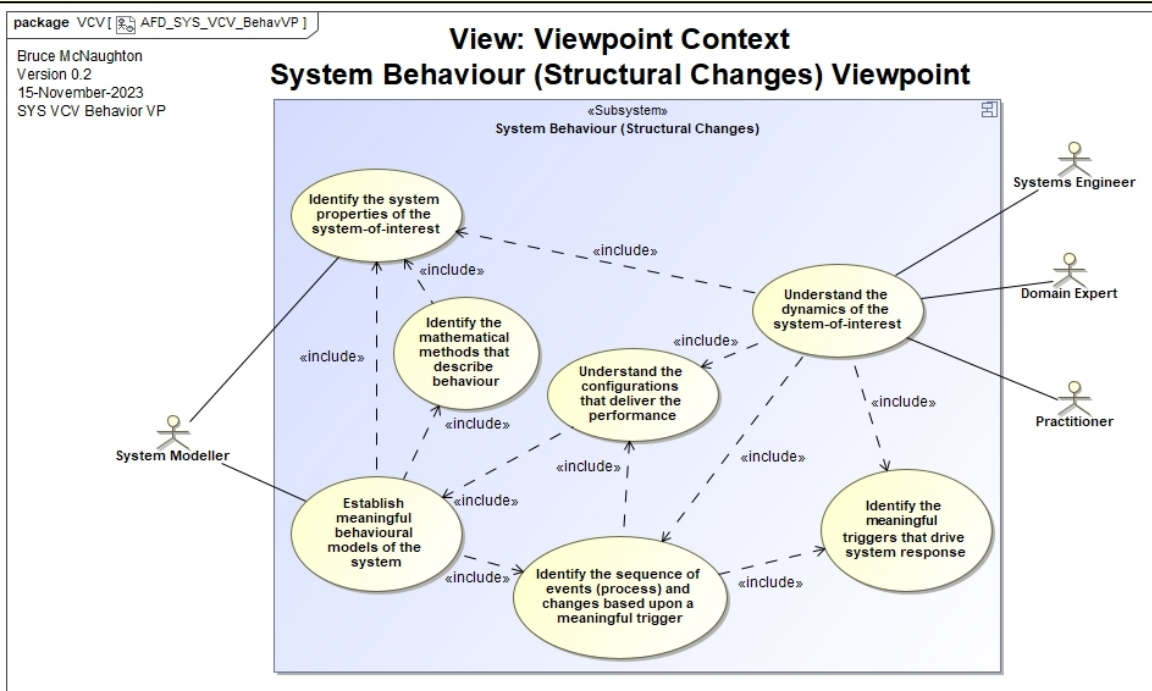 package VCV [ AFD_SYS_VCV_BehavVP ]
View: Viewpoint Context
System Behaviour (Structural Changes) Viewpoint
Bruce McNaughton
Version 0.2
15-November-2023
SYS VCV Behavior VP
«Subsystem»
System Behaviour (Structural Changes)
Identify the system
properties of the
system-of-interest
Systems Engineer
«include»
«include»
Identify the
mathematical
methods that
describe
behaviour
Understand the
dynamics of the
system-of-interest
Domain Expert
«include»
«include»
Understand the
configurations
that deliver the
performance
«include»
Practitioner
«include»
System Modeller
«include»
«include»
«include»
Establish
meaningful
behavioural
models of the
system
Identify the
meaningful
triggers that drive
system response
«include»
«include»
Identify the sequence of
events (process) and
changes based upon a
meaningful trigger